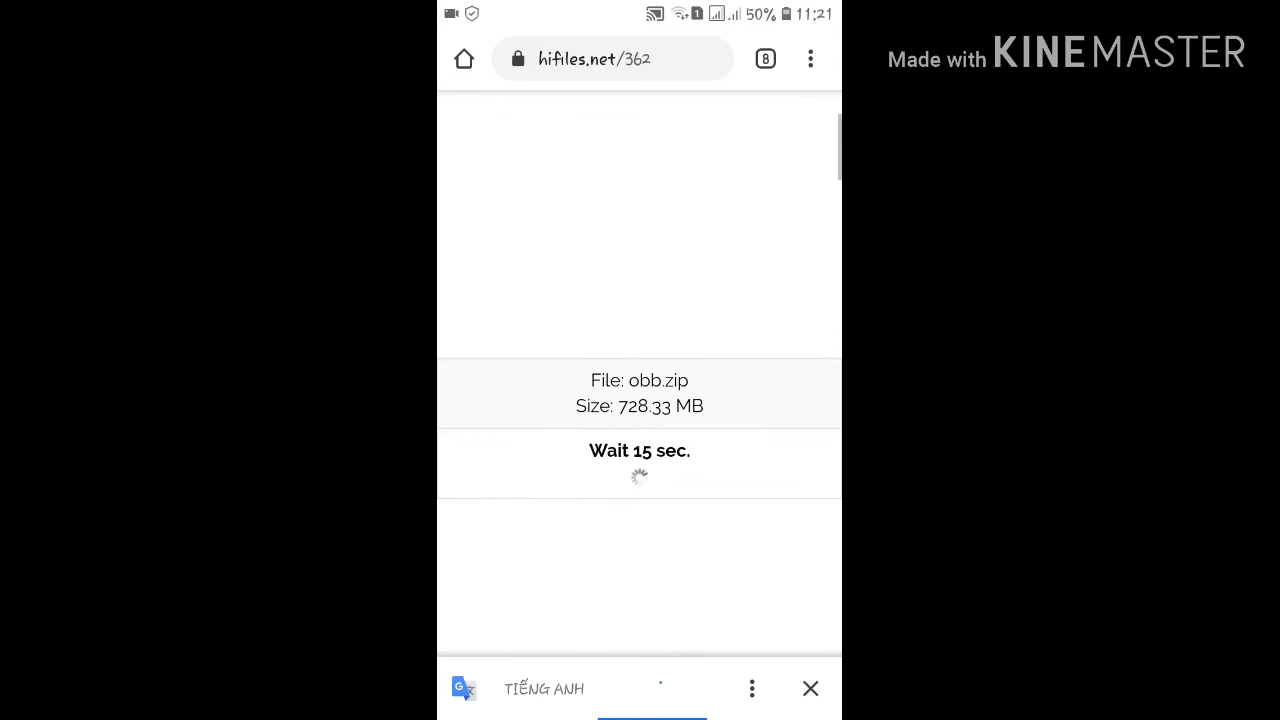 50% 11:21
hifiles.net/362
8
Made with KINEMASTER
File: obb.zip
Size: 728.33 MB
Wait 15 sec.
TIẾNG ANH